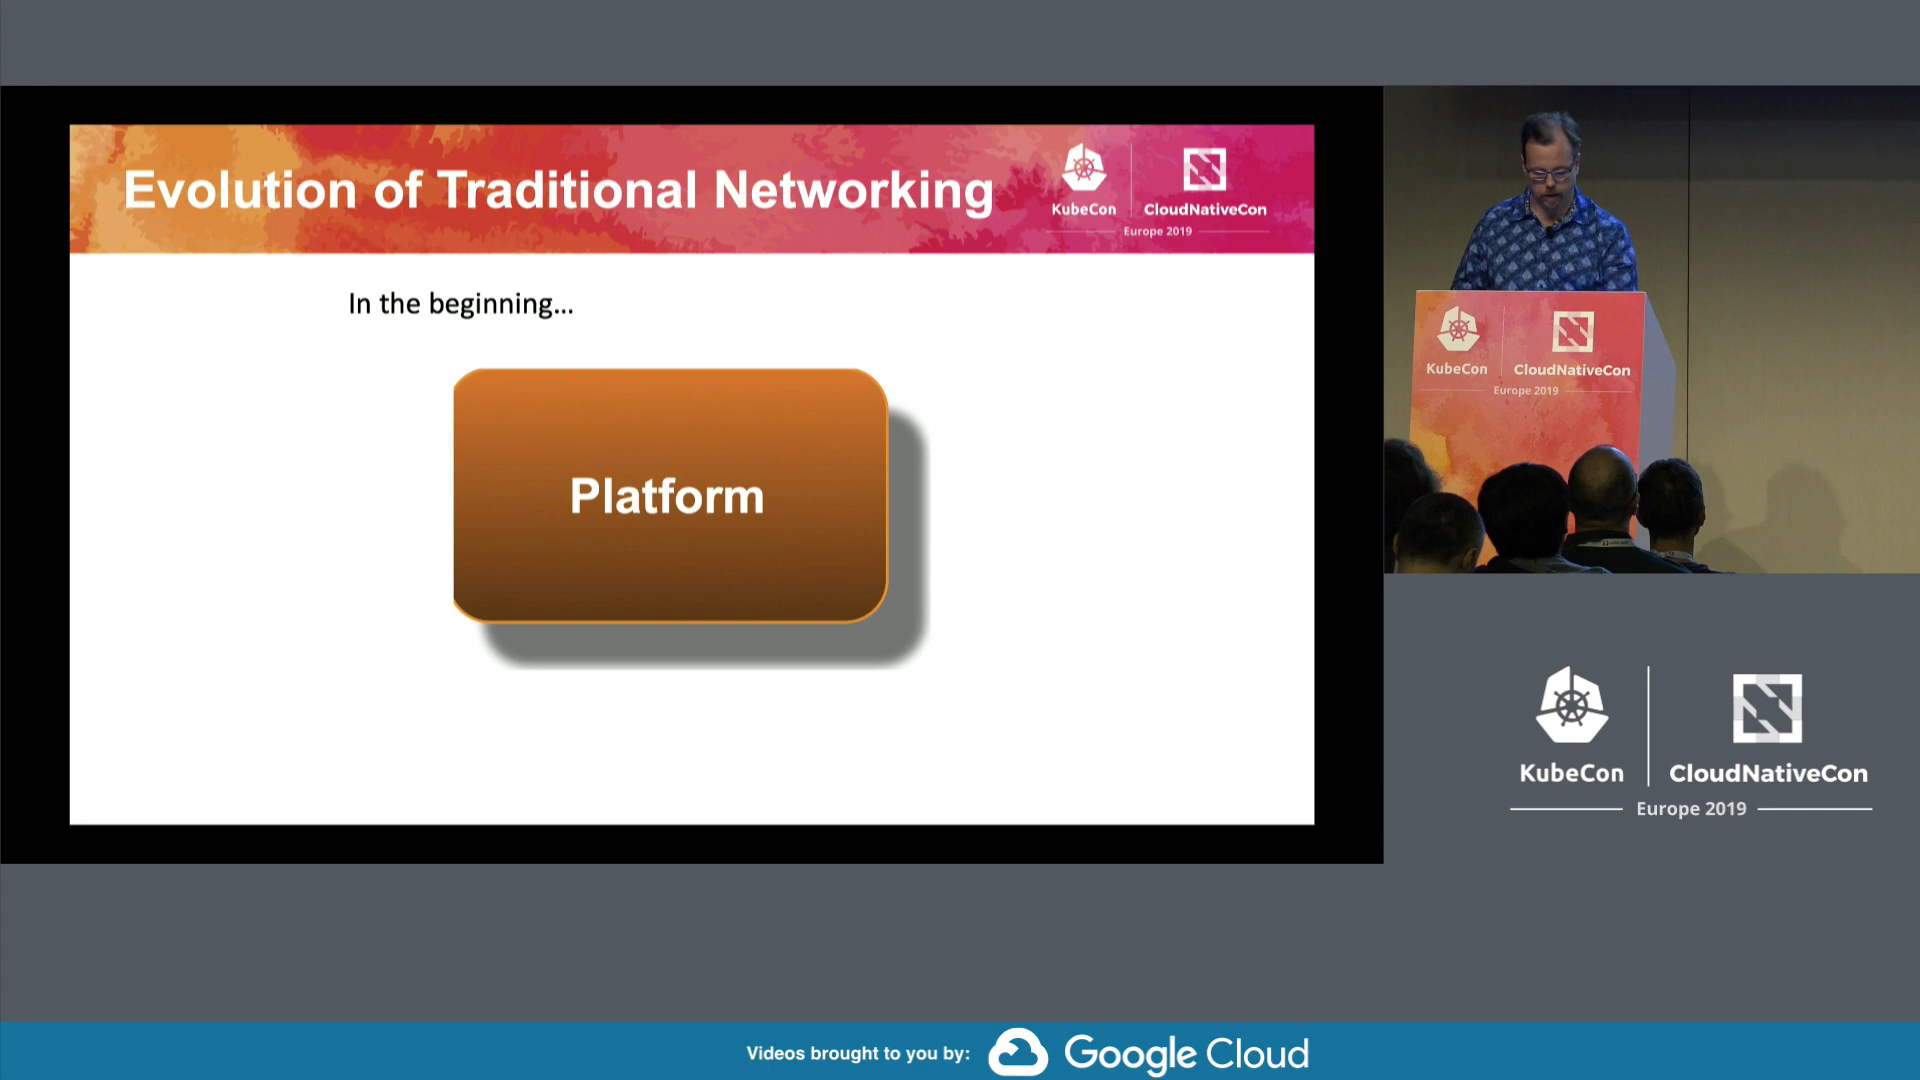 Evolution of Traditional Networking
KubeCon
CloudNativeCon
Europe 2019
In the beginning...
Platform
KubeCon
CloudNativeCon
Europe 2019
KubeCon
CloudNativeCon
Europe 2019
Videos brought to you by:
Google Cloud